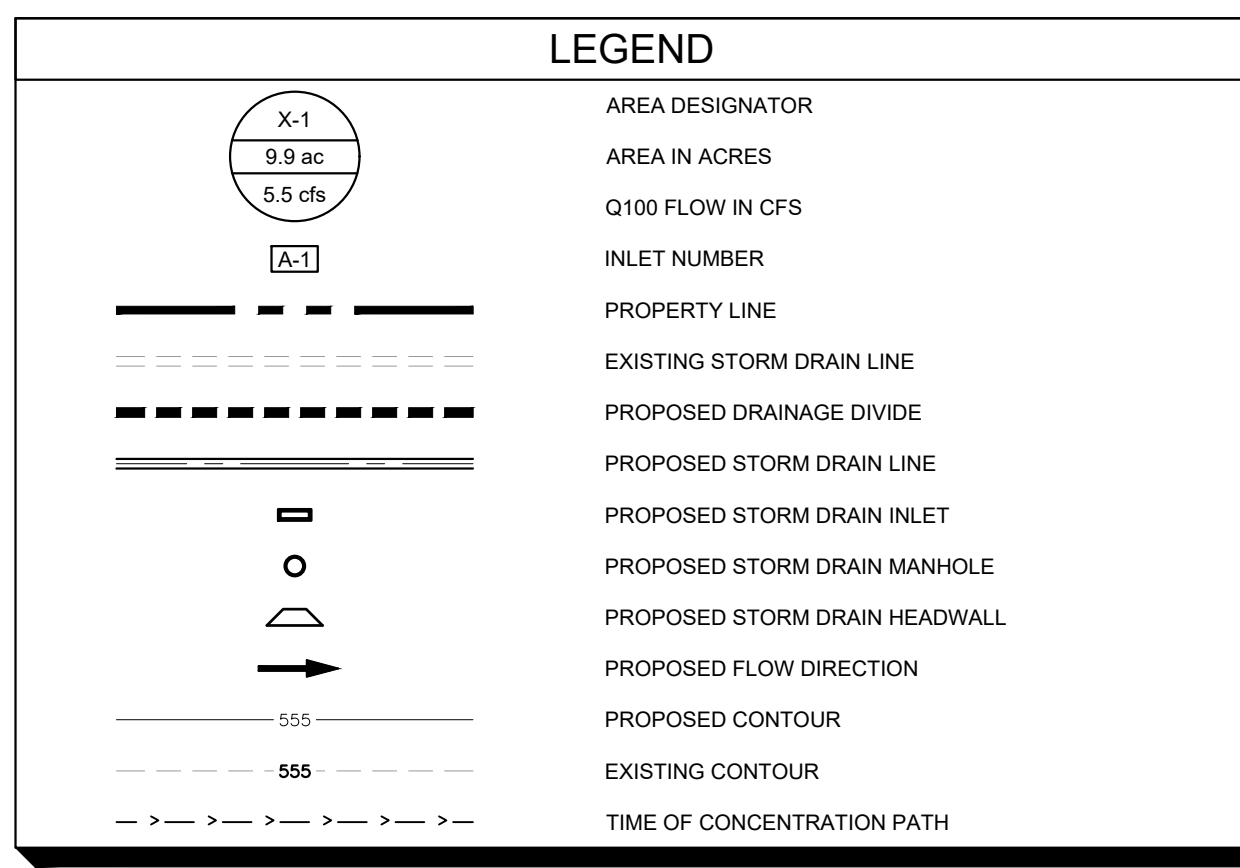 LEGEND
X-1
AREA DESIGNATOR
9.9 ac
AREA IN ACRES
5.5 cfs
Q100 FLOW IN CFS
A-1
INLET NUMBER
PROPERTY LINE
EXISTING STORM DRAIN LINE
PROPOSED DRAINAGE DIVIDE
PROPOSED STORM DRAIN LINE
PROPOSED STORM DRAIN INLET
PROPOSED STORM DRAIN MANHOLE
PROPOSED STORM DRAIN HEADWALL
PROPOSED FLOW DIRECTION
555
PROPOSED CONTOUR
555
EXISTING CONTOUR
TIME OF CONCENTRATION PATH